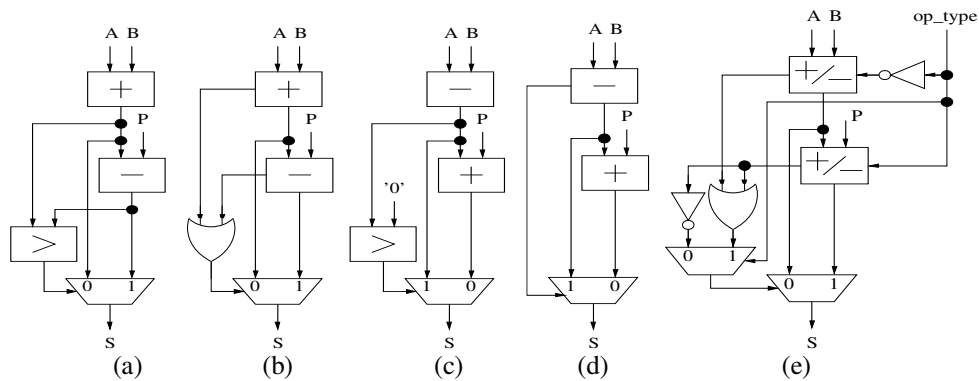 A B
+
P
−
>
0 1
S
(a)
A B
+
P
−
0 1
S
(b)
A B
−
P
+
'0'
>
1 0
S
(c)
A B
−
P
+
1 0
S
(d)
A B
op_type
+/−
P
+/−
0 1
0 1
S
(e)